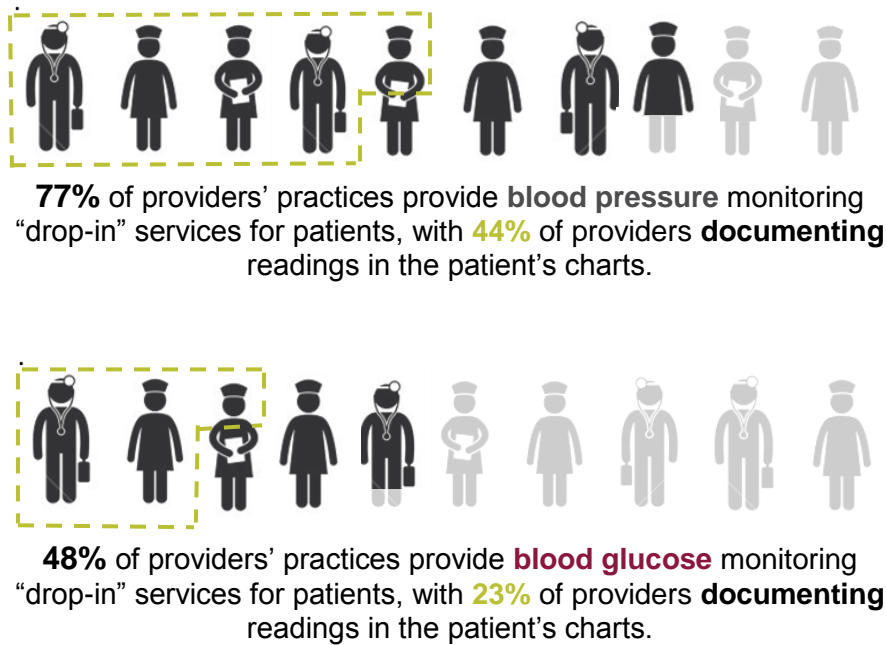 .
77% of providers’ practices provide blood pressure monitoring
“drop-in” services for patients, with 44% of providers documenting
readings in the patient’s charts.
.
48% of providers’ practices provide blood glucose monitoring
“drop-in” services for patients, with 23% of providers documenting
readings in the patient’s charts.